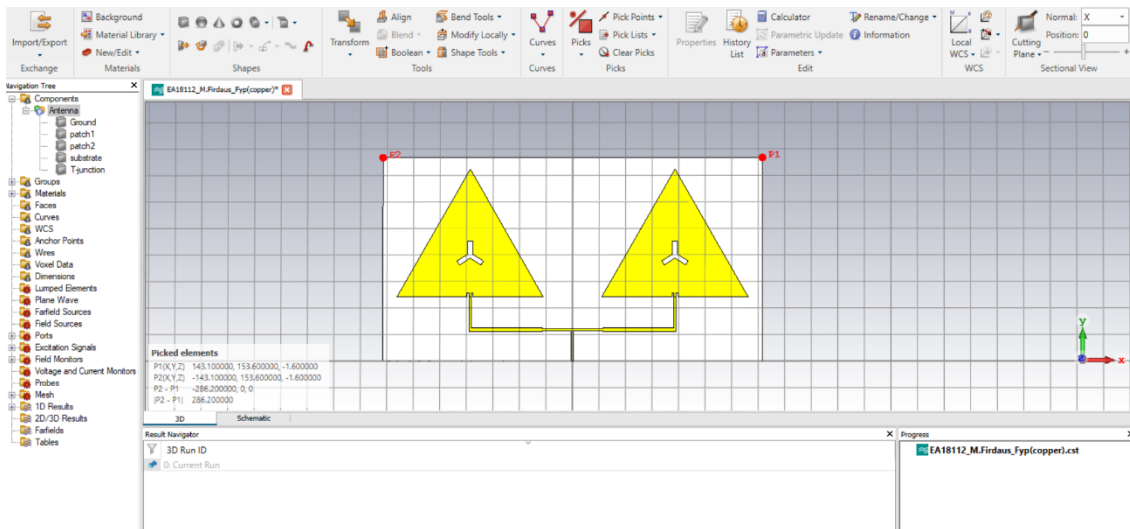 Import/Export
Exchange
Background
Material Library
New/Edit
Materials
Shapes
Transform
Align
Blend
Boolean
Bend Tools
Modify Locally
Shape Tools
Tools
Curves
Curves
Picks
Pick Points
Pick Lists
Clear Picks
Picks
Properties
History
List
Calculator
Parametric Update
Parameters
Rename/Change
Information
Edit
Local
WCS
WCS
Cutting
Plane
Normal: X
Position: 0
Sectional View
Navigation Tree
Components
Antenna
Ground
patch1
patch2
substrate
T-junction
Groups
Materials
Faces
Curves
WCS
Anchor Points
Wires
Voxel Data
Dimensions
Lumped Elements
Plane Wave
Farfield Sources
Field Sources
Ports
Excitation Signals
Field Monitors
Voltage and Current Monitors
Probes
Mesh
1D Results
2D/3D Results
Farfields
Tables
EA18112_M.Firdaus_Fyp(copper)*
P2
P1
y
x
Picked elements
P1(X,Y,Z) 143.100000, 153.600000, -1.600000
P2(X,Y,Z) -143.100000, 153.600000, -1.600000
P2 - P1 -286.200000, 0, 0
|P2 - P1| 286.200000
3D
Schematic
Result Navigator
3D Run ID
0: Current Run
Progress
EA18112_M.Firdaus_Fyp(copper).cst